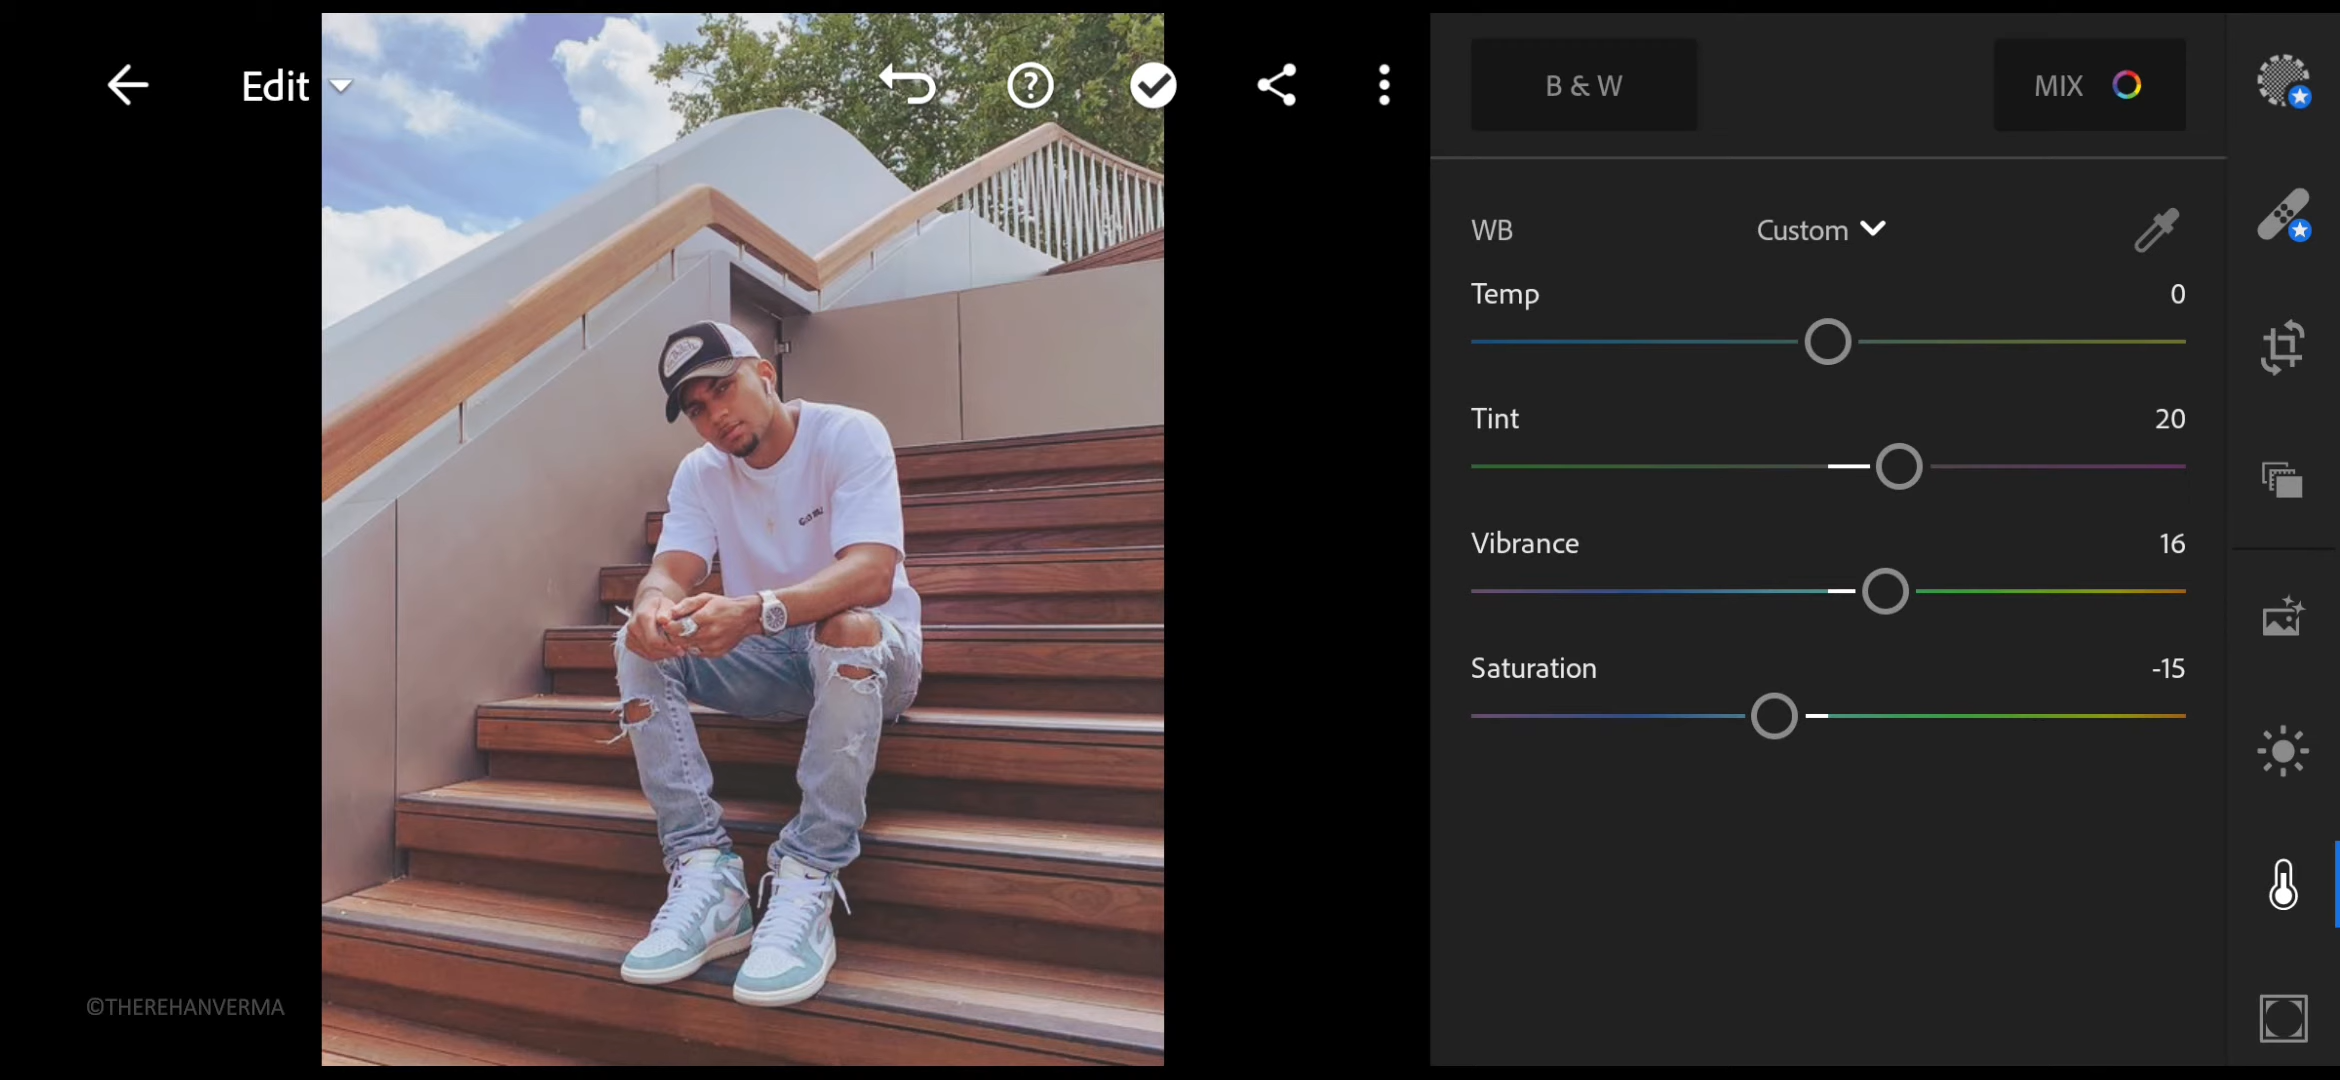 Edit
B & W
MIX
WB
Custom
Temp
0
Tint
20
Vibrance
16
Saturation
-15
©THEREHANVERMA